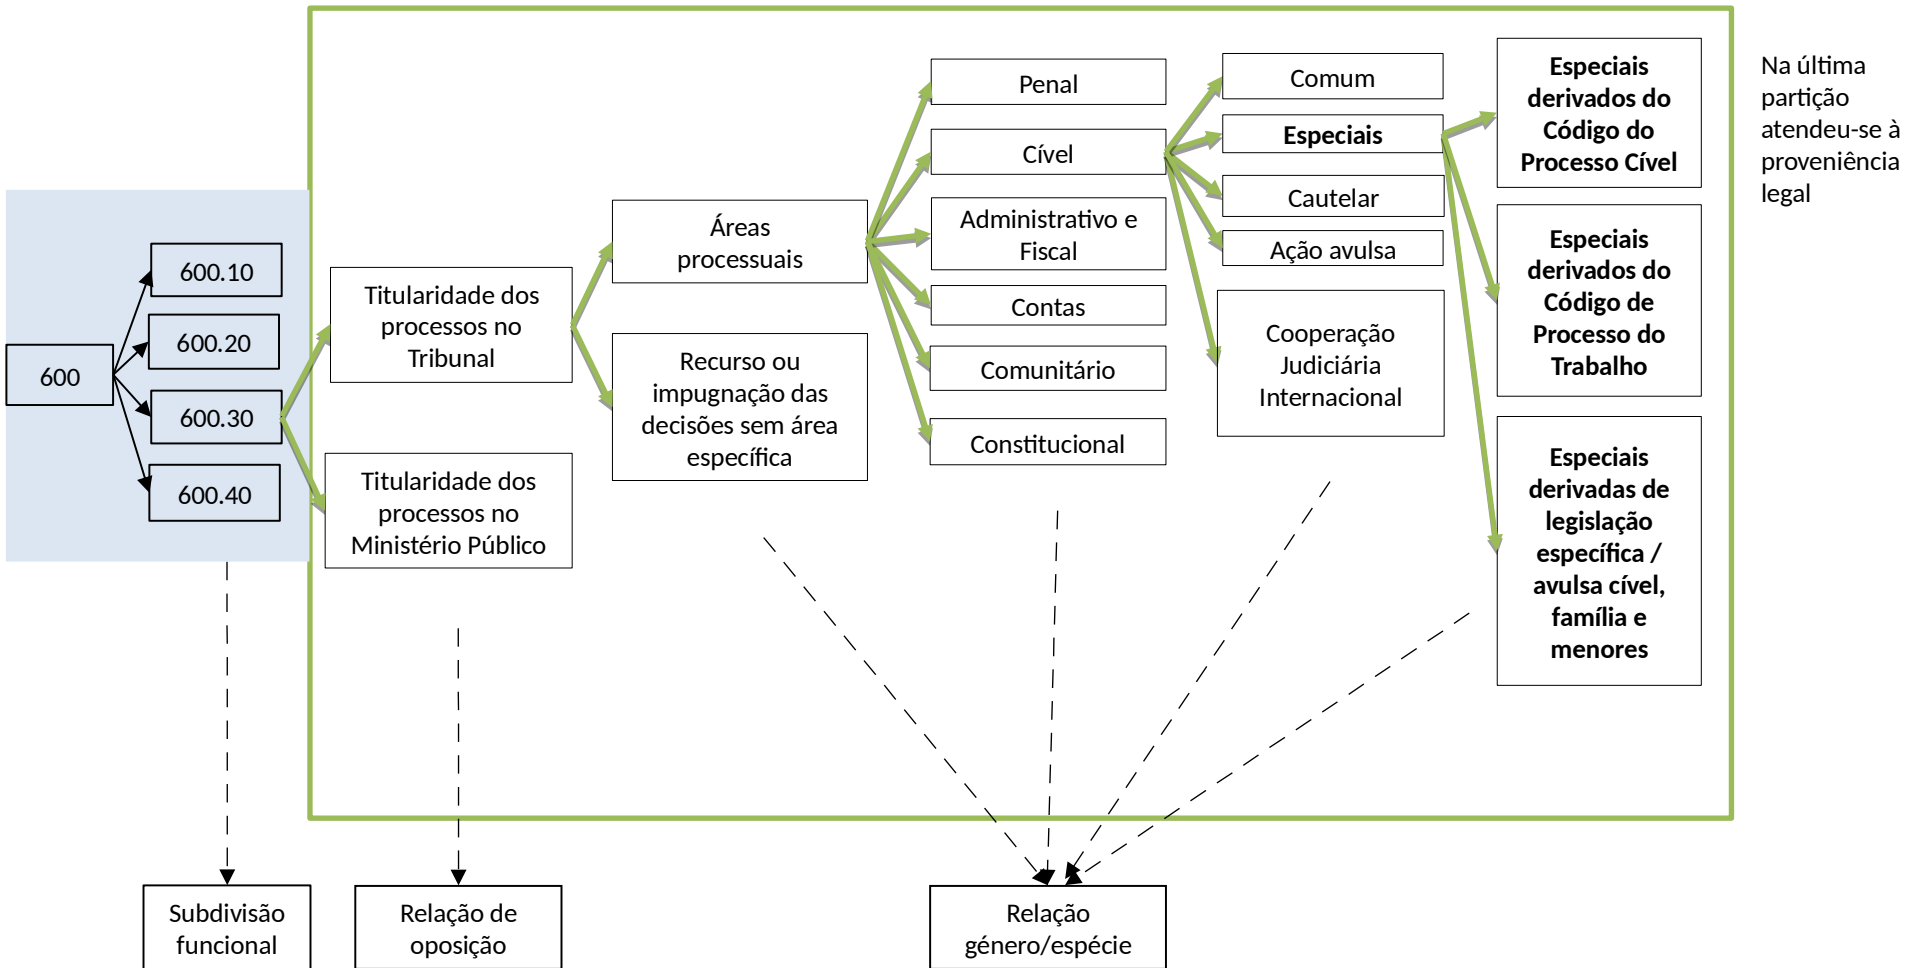 600
600.10
600.20
600.30
600.40
Titularidade dos
processos no
Tribunal
Titularidade dos
processos no
Ministério Público
Áreas
processuais
Recurso ou
impugnação das
decisões sem área
específica
Penal
Cível
Administrativo e
Fiscal
Contas
Comunitário
Constitucional
Comum
Especiais
Cautelar
Ação avulsa
Cooperação
Judiciária
Internacional
Especiais
derivados do
Código do
Processo Cível
Especiais
derivados do
Código de
Processo do
Trabalho
Especiais
derivadas de
legislação
específica /
avulsa cível,
família e
menores
Na última
partição
atendeu-se à
proveniência
legal
Subdivisão
funcional
Relação de
oposição
Relação
género/espécie